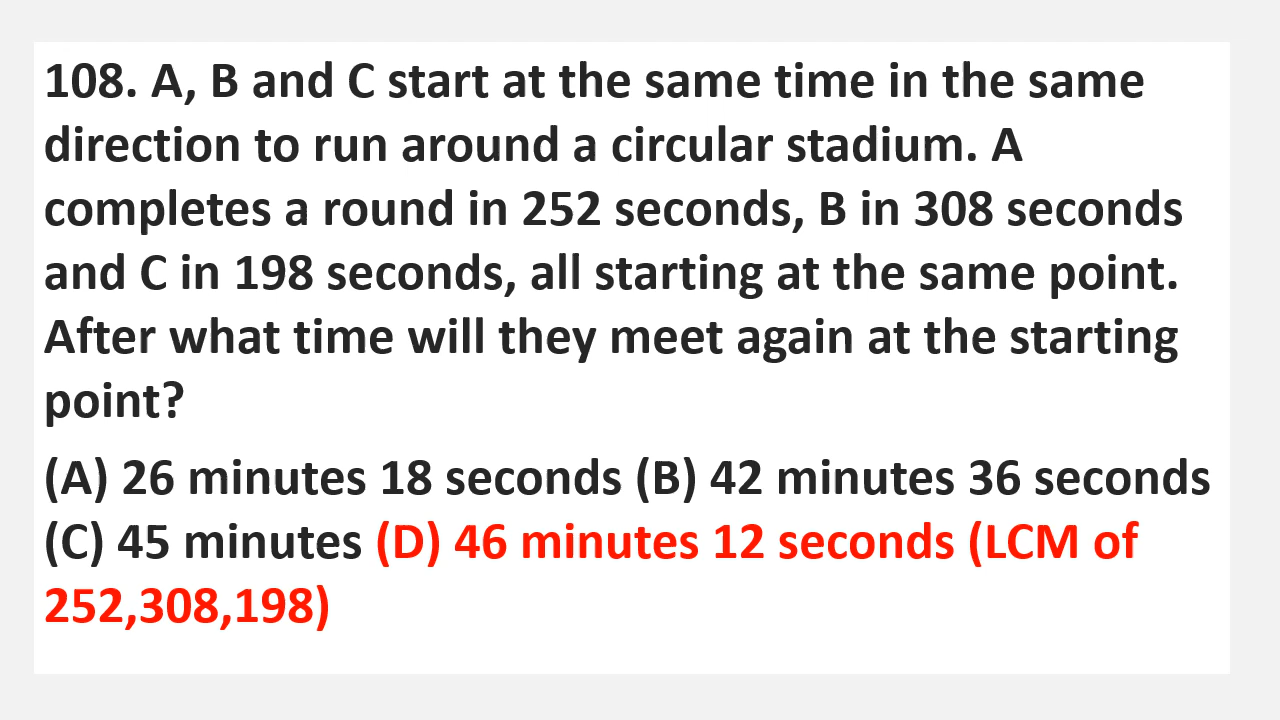 108. A, B and C start at the same time in the same
direction to run around a circular stadium. A
completes a round in 252 seconds, B in 308 seconds
and C in 198 seconds, all starting at the same point.
After what time will they meet again at the starting
point?
(A) 26 minutes 18 seconds (B) 42 minutes 36 seconds
(C) 45 minutes (D) 46 minutes 12 seconds (LCM of
252,308,198)